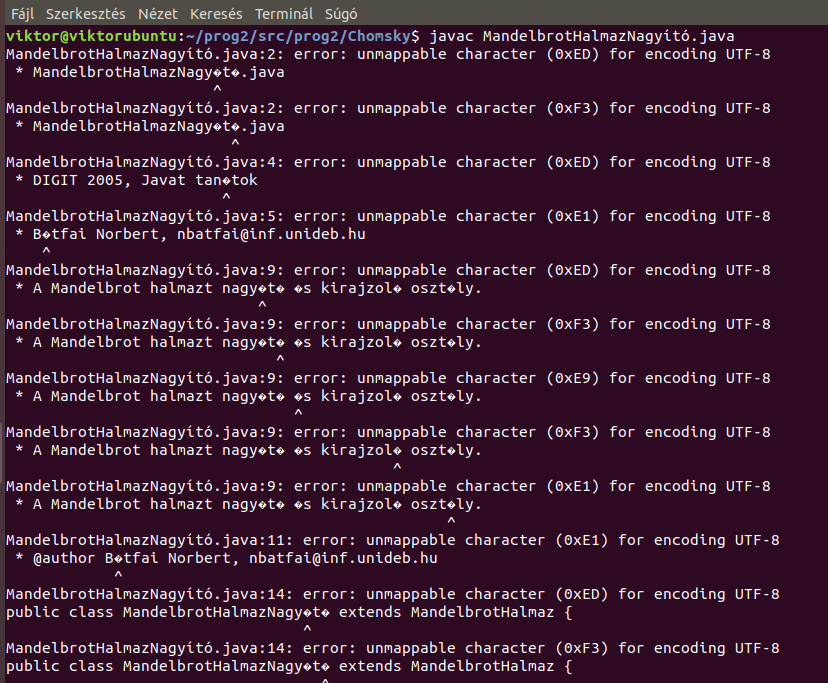 Fájl Szerkesztés Nézet Keresés Terminál Súgó
viktor@viktorubuntu:~/prog2/src/prog2/Chomsky$ javac MandelbrotHalmazNagyító.java
MandelbrotHalmazNagyító.java:2: error: unmappable character (0xED) for encoding UTF-8
 * MandelbrotHalmazNagy�t�.java
                       ^
MandelbrotHalmazNagyító.java:2: error: unmappable character (0xF3) for encoding UTF-8
 * MandelbrotHalmazNagy�t�.java
                         ^
MandelbrotHalmazNagyító.java:4: error: unmappable character (0xED) for encoding UTF-8
 * DIGIT 2005, Javat tan�tok
                        ^
MandelbrotHalmazNagyító.java:5: error: unmappable character (0xE1) for encoding UTF-8
 * B�tfai Norbert, nbatfai@inf.unideb.hu
    ^
MandelbrotHalmazNagyító.java:9: error: unmappable character (0xED) for encoding UTF-8
 * A Mandelbrot halmazt nagy�t� �s kirajzol� oszt�ly.
                            ^
MandelbrotHalmazNagyító.java:9: error: unmappable character (0xF3) for encoding UTF-8
 * A Mandelbrot halmazt nagy�t� �s kirajzol� oszt�ly.
                              ^
MandelbrotHalmazNagyító.java:9: error: unmappable character (0xE9) for encoding UTF-8
 * A Mandelbrot halmazt nagy�t� �s kirajzol� oszt�ly.
                                ^
MandelbrotHalmazNagyító.java:9: error: unmappable character (0xF3) for encoding UTF-8
 * A Mandelbrot halmazt nagy�t� �s kirajzol� oszt�ly.
                                           ^
MandelbrotHalmazNagyító.java:9: error: unmappable character (0xE1) for encoding UTF-8
 * A Mandelbrot halmazt nagy�t� �s kirajzol� oszt�ly.
                                                 ^
MandelbrotHalmazNagyító.java:11: error: unmappable character (0xE1) for encoding UTF-8
 * @author B�tfai Norbert, nbatfai@inf.unideb.hu
            ^
MandelbrotHalmazNagyító.java:14: error: unmappable character (0xED) for encoding UTF-8
public class MandelbrotHalmazNagy�t� extends MandelbrotHalmaz {
                                 ^
MandelbrotHalmazNagyító.java:14: error: unmappable character (0xF3) for encoding UTF-8
public class MandelbrotHalmazNagy�t� extends MandelbrotHalmaz {
                                   ^